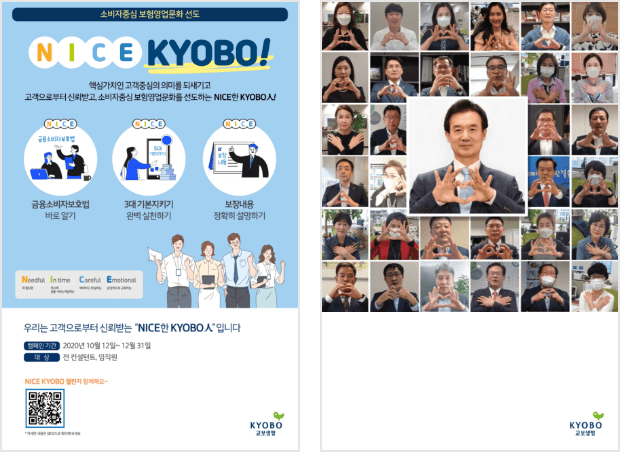 소비자중심 보험영업문화 선도
NICE KYOBO!
핵심가치인 고객중심의 의미를 되새기고
고객으로부터 신뢰받고, 소비자중심 보험영업문화를 선도하는 NICE한 KYOBO人!
NICE
금융소비자보호법
금융소비자보호법
바로 알기
NICE
3대
3대 기본지키기
완벽 실천하기
NICE
보장
내용
보장내용
정확히 설명하기
Needful
In time
Careful
Emotional
우리는 고객으로부터 신뢰받는 "NICE한 KYOBO人"입니다
캠페인 기간 2020년 10월 12일~ 12월 31일
대 상 전 컨설턴트, 임직원
NICE KYOBO 챌린지 함께해요~
KYOBO
교보생명
KYOBO
교보생명